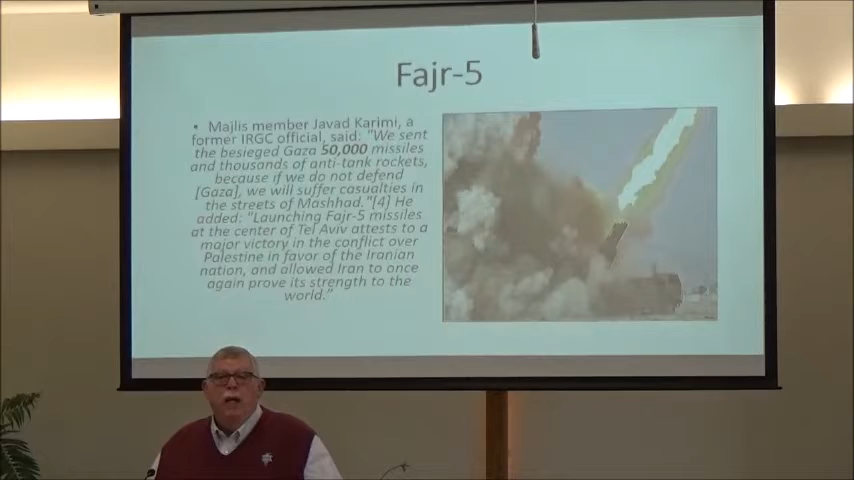 Fajr-5
• Majlis member Javad Karimi, a
former IRGC official, said: "We sent
the besieged Gaza 50,000 missiles
and thousands of anti-tank rockets,
because if we do not defend
[Gaza], we will suffer casualties in
the streets of Mashhad."[4] He
added: "Launching Fajr-5 missiles
at the center of Tel Aviv attests to a
major victory in the conflict over
Palestine in favor of the Iranian
nation, and allowed Iran to once
again prove its strength to the
world."